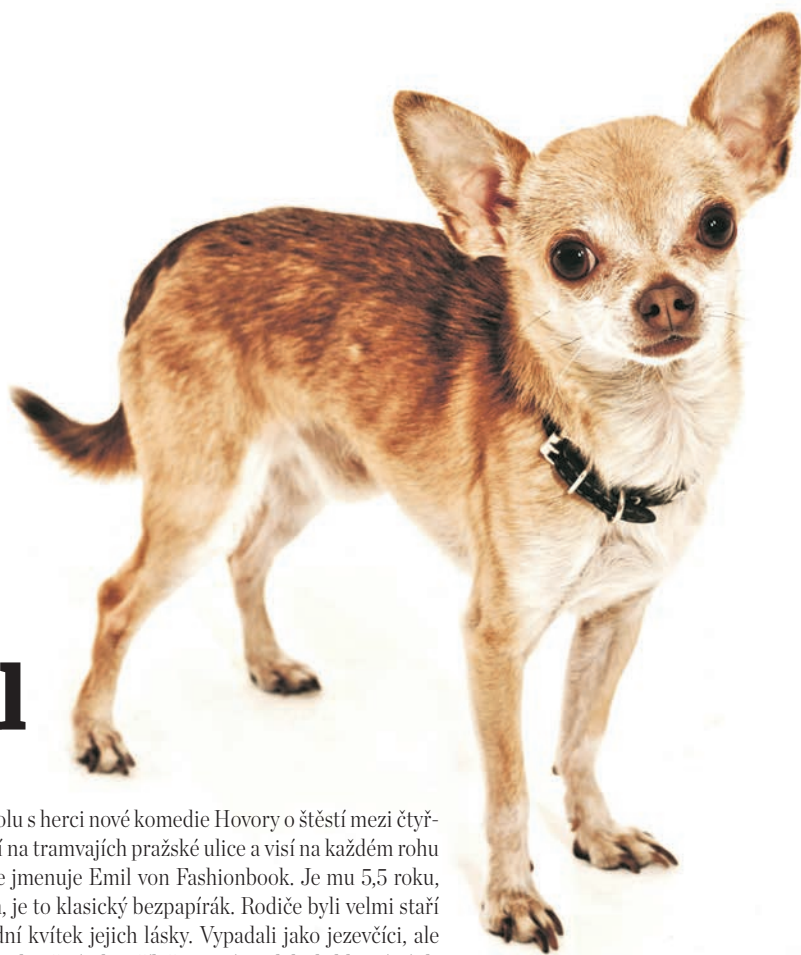 u
olu s herci nové komedie Hovory o štěstí mezi čtyř-
í na tramvajích pražské ulice a visí na každém rohu
e jmenuje Emil von Fashionbook. Je mu 5,5 roku,
, je to klasický bezpapírák. Rodiče byli velmi staří
dní kvítek jejich lásky. Vypadali jako jezevčíci, ale